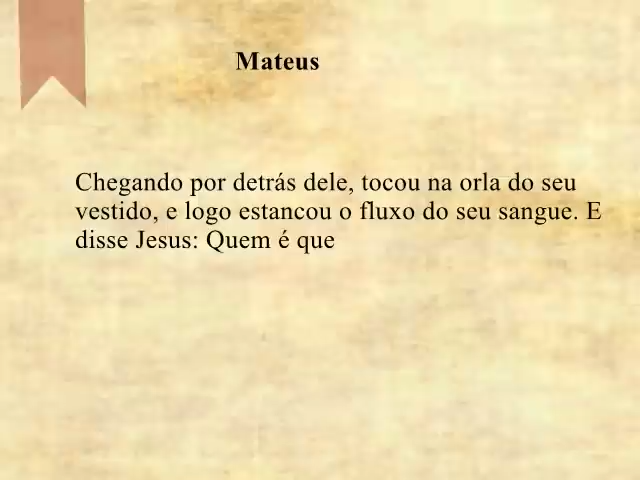 Mateus
Chegando por detrás dele, tocou na orla do seu
vestido, e logo estancou o fluxo do seu sangue. E
disse Jesus: Quem é que